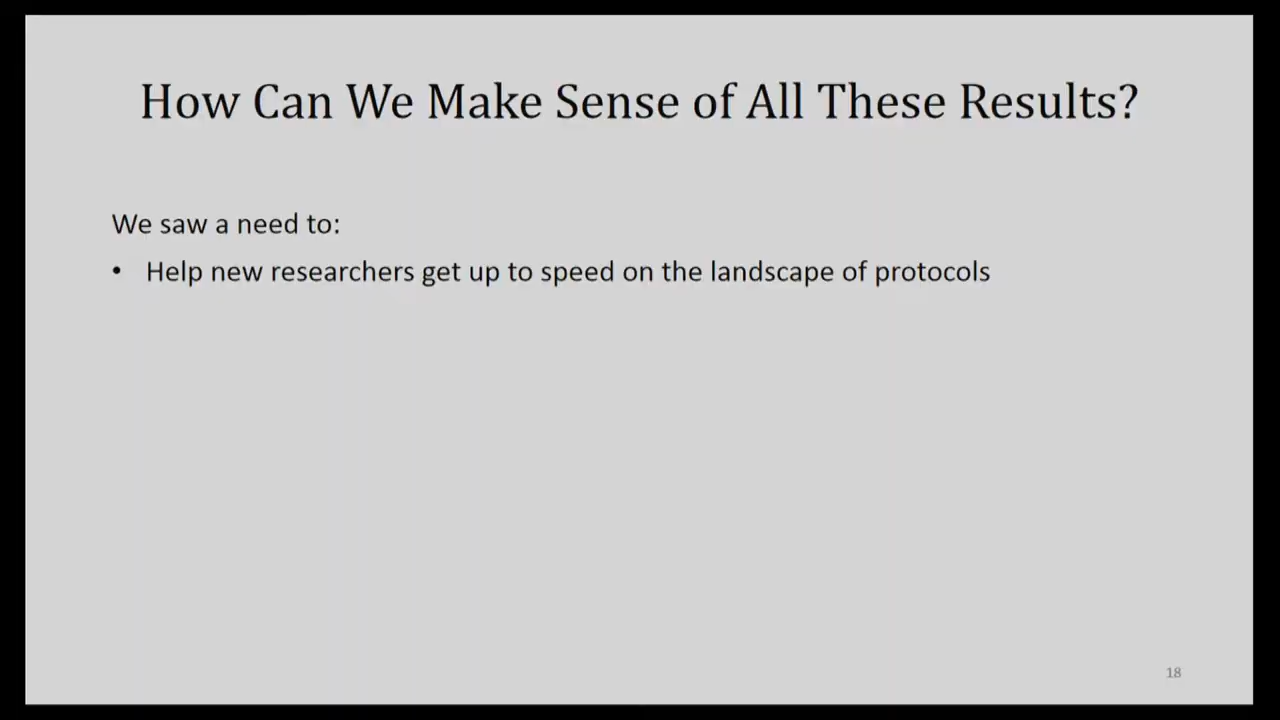 How Can We Make Sense of All These Results?
We saw a need to:
• Help new researchers get up to speed on the landscape of protocols
18